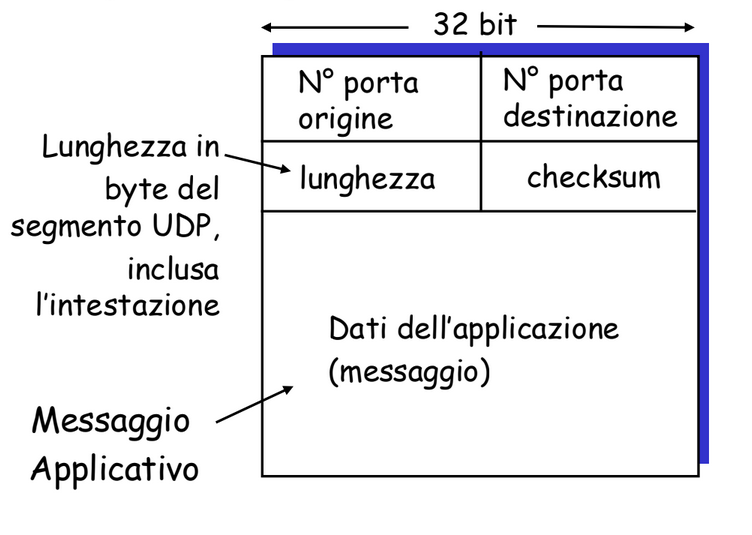 32 bit
N° porta
origine
N° porta
destinazione
Lunghezza in
byte del
segmento UDP,
inclusa
l'intestazione
lunghezza
checksum
Dati dell'applicazione
(messaggio)
Messaggio
Applicativo